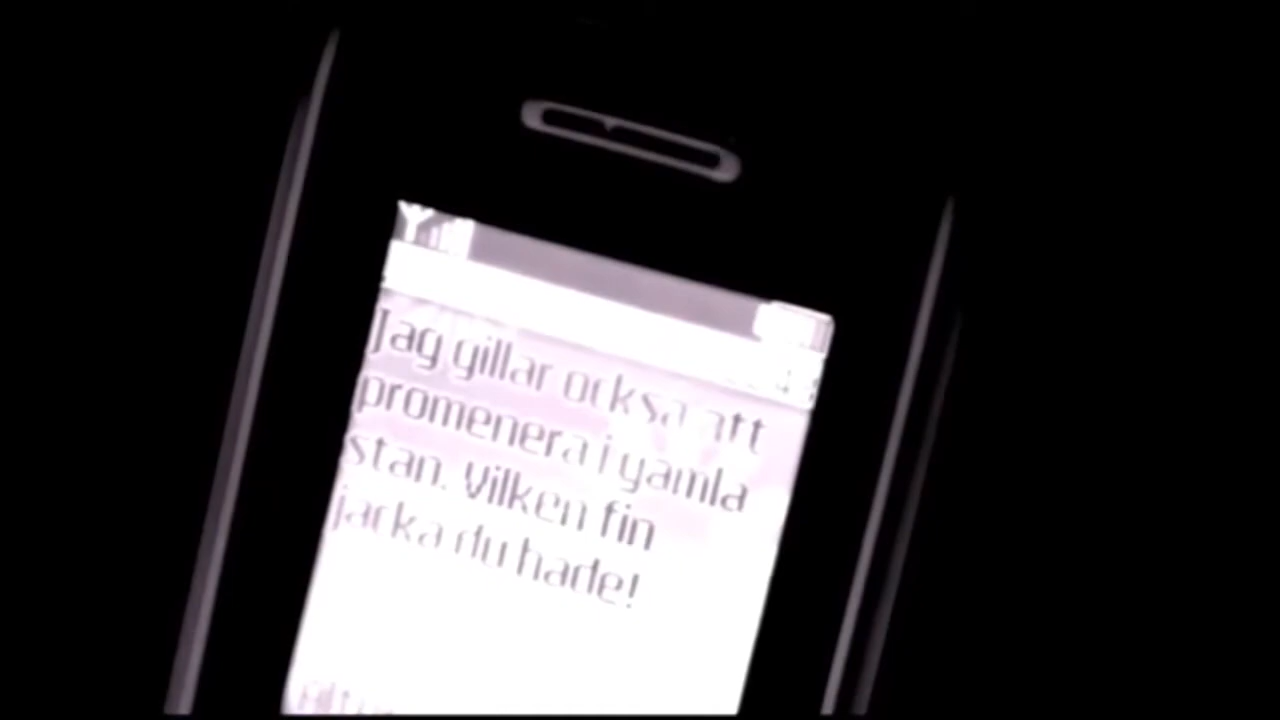 Jag gillar också att
promenera i gamla
stan. Vilken fin
jacka du hade!